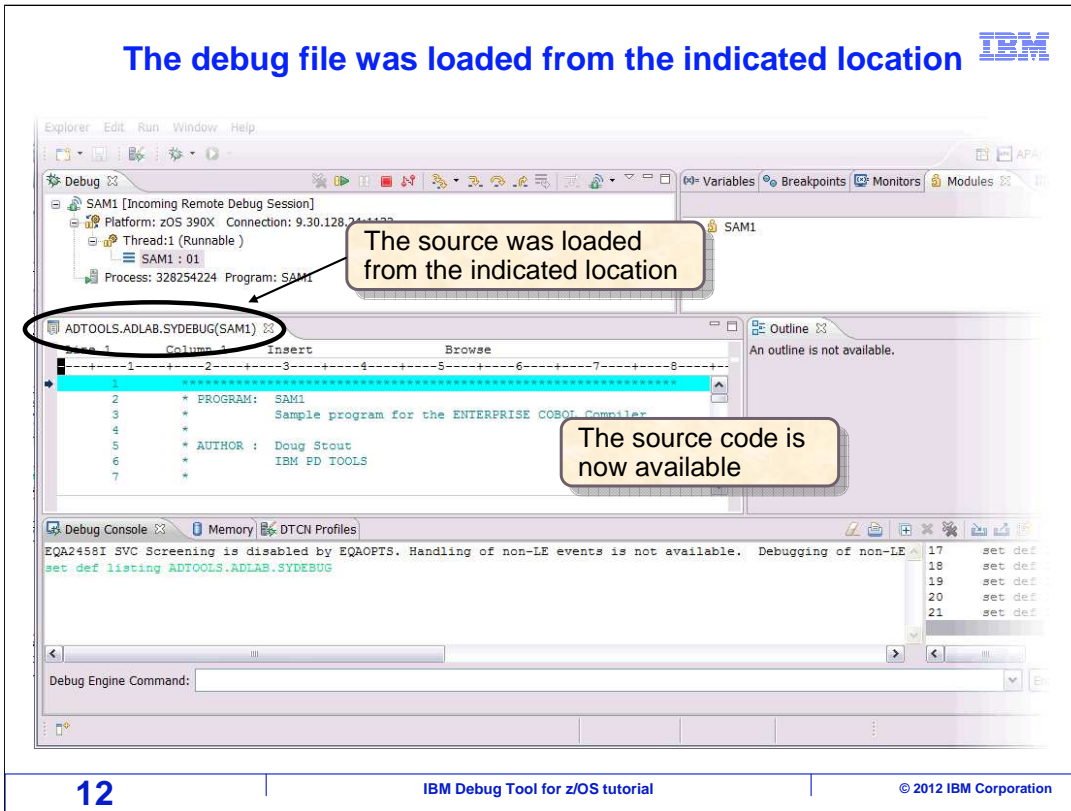 The debug file was loaded from the indicated location
IBM
Explorer Edit Run Window Help
Debug
(x)= Variables Breakpoints Monitors Modules
SAM1 [Incoming Remote Debug Session]
Platform: zOS 390X Connection: 9.30.128.24:1123
Thread:1 (Runnable )
SAM1 : 01
Process: 328254224 Program: SAM1
SAM1
The source was loaded
from the indicated location
ADTOOLS.ADLAB.SYDEBUG(SAM1)
Outline
An outline is not available.
Line 1 Column 1 Insert Browse
----+----1----+----2----+----3----+----4----+----5----+----6----+----7----+----8----+--
1
2 * PROGRAM: SAM1
3 * Sample program for the ENTERPRISE COBOL Compiler
4 *
5 * AUTHOR : Doug Stout
6 * IBM PD TOOLS
7 *
The source code is
now available
Debug Console Memory DTCN Profiles
EQA2458I SVC Screening is disabled by EQAOPTS. Handling of non-LE events is not available. Debugging of non-LE
set def listing ADTOOLS.ADLAB.SYDEBUG
17 set def
18 set def
19 set def
20 set def
21 set def
Debug Engine Command:
12
IBM Debug Tool for z/OS tutorial
© 2012 IBM Corporation